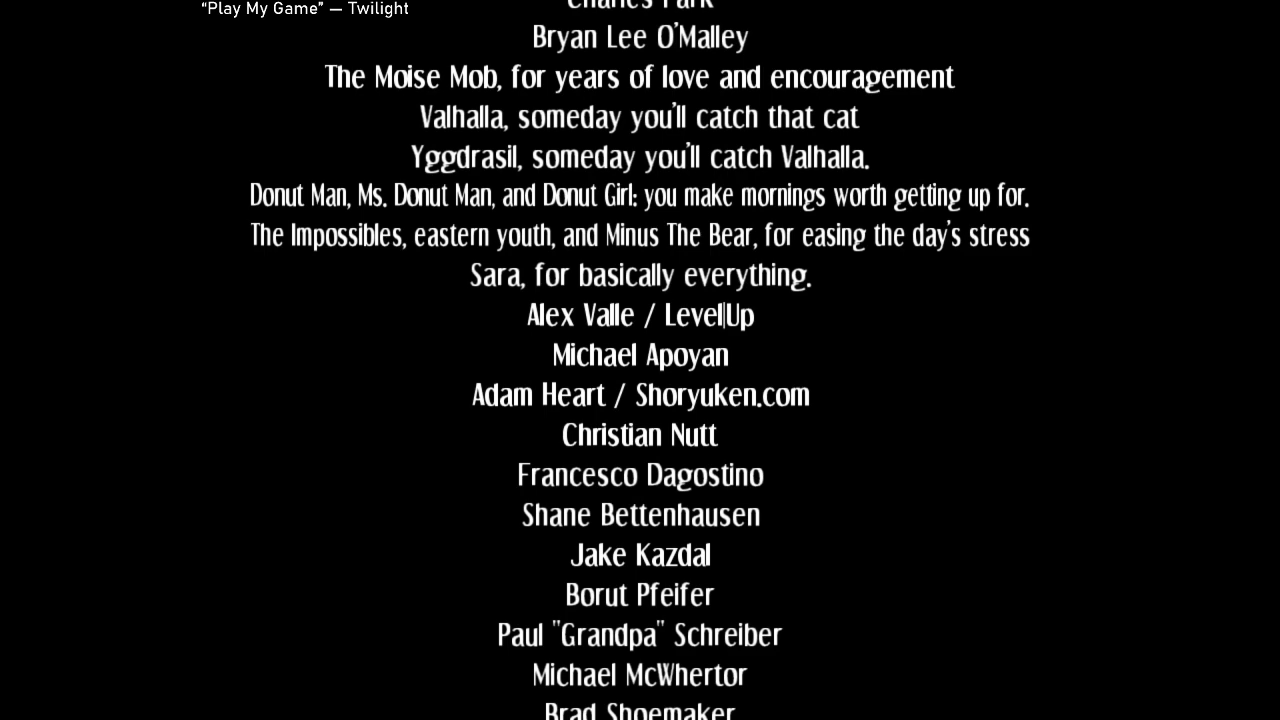 “Play My Game” — Twilight
Charles Park
Bryan Lee O'Malley
The Moise Mob, for years of love and encouragement
Valhalla, someday you'll catch that cat
Yggdrasil, someday you'll catch Valhalla.
Donut Man, Ms. Donut Man, and Donut Girl: you make mornings worth getting up for.
The Impossibles, eastern youth, and Minus The Bear, for easing the day's stress
Sara, for basically everything.
Alex Valle / Level|Up
Michael Apoyan
Adam Heart / Shoryuken.com
Christian Nutt
Francesco Dagostino
Shane Bettenhausen
Jake Kazdal
Borut Pfeifer
Paul "Grandpa" Schreiber
Michael McWhertor
Brad Shoemaker